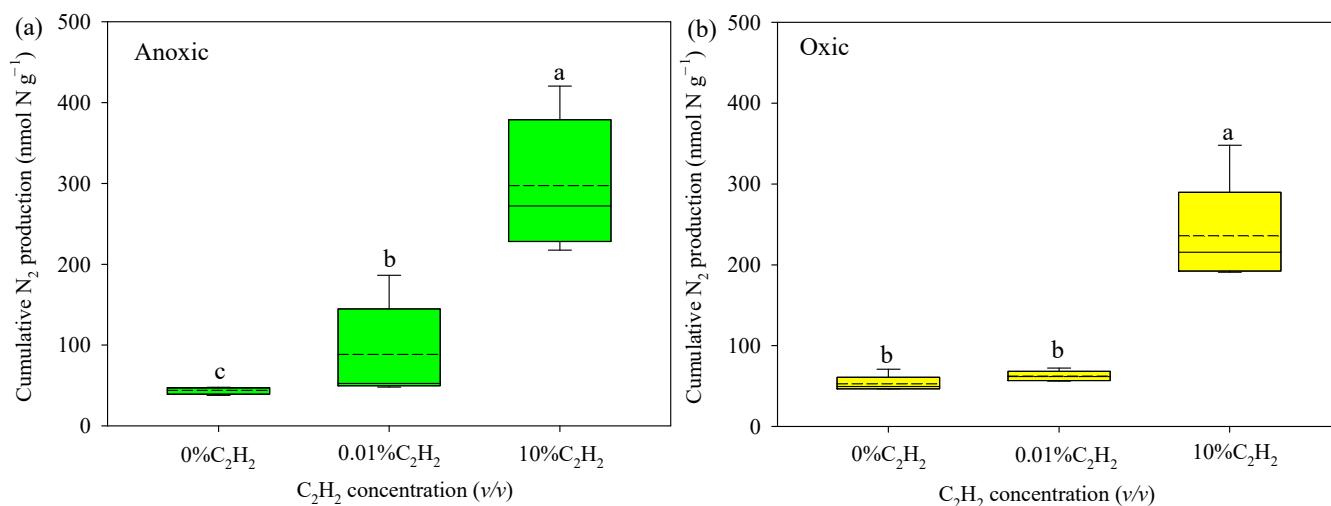 (a)
Anoxic
Cumulative N₂ production (nmol N g⁻¹)
500
400
300
200
100
0
c
b
a
0%C₂H₂
0.01%C₂H₂
10%C₂H₂
C₂H₂ concentration (v/v)
(b)
Oxic
Cumulative N₂ production (nmol N g⁻¹)
500
400
300
200
100
0
b
b
a
0%C₂H₂
0.01%C₂H₂
10%C₂H₂
C₂H₂ concentration (v/v)